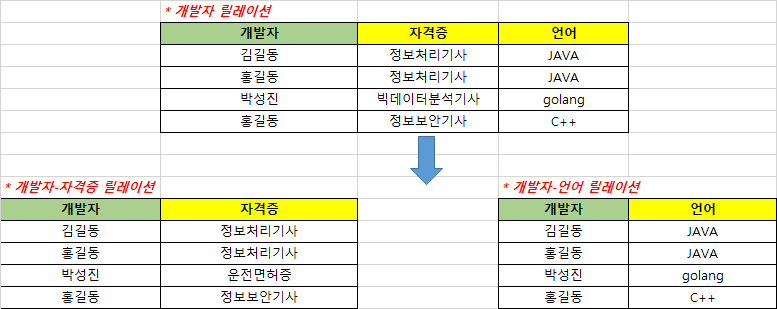 * 개발자 릴레이션
개발자 자격증 언어
김길동 정보처리기사 JAVA
홍길동 정보처리기사 JAVA
박성진 빅데이터분석기사 golang
홍길동 정보보안기사 C++
* 개발자-자격증 릴레이션 * 개발자-언어 릴레이션
개발자 자격증 개발자 언어
김길동 정보처리기사 김길동 JAVA
홍길동 정보처리기사 홍길동 JAVA
박성진 운전면허증 박성진 golang
홍길동 정보보안기사 홍길동 C++